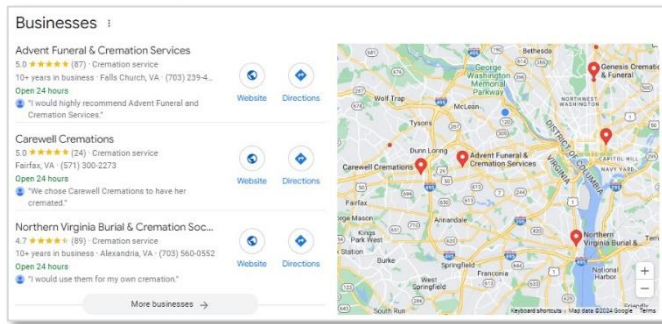 Businesses
Advent Funeral & Cremation Services
5.0 ★★★★★ (87) · Cremation service
10+ years in business · Falls Church, VA · (703) 239-4...
Open 24 hours
"I would highly recommend Advent Funeral and
Cremation Services."
Website
Directions
Carewell Cremations
5.0 ★★★★★ (24) · Cremation service
Fairfax, VA · (571) 300-2273
Open 24 hours
"We chose Carewell Cremations to have her
cremated."
Website
Directions
Northern Virginia Burial & Cremation Soc...
4.7 ★★★★★ (89) · Cremation service
10+ years in business · Alexandria, VA · (703) 560-0552
Open 24 hours
"I would use them for my own cremation."
Website
Directions
More businesses →
Bethesda
George
Washington
Memorial
Parkway
Genesis Crematio
& Funeral
Wolf Trap
McLean
NORTHWEST
WASHINGTON
Tysons
DISTRICT OF COLUMBIA
VIRGINIA
Dunn Loring
Carewell Cremations
Advent Funeral &
Cremation Services
CAPITOL HILL
NAVY YARD
Fairfax
Annandale
Kings
Park West
Northern
Virginia Burial &
Burke
Springfield
Franconia
National
Harbor
West
Springfield
South Run
+
−
Keyboard shortcuts
Map data ©2024 Google
Terms